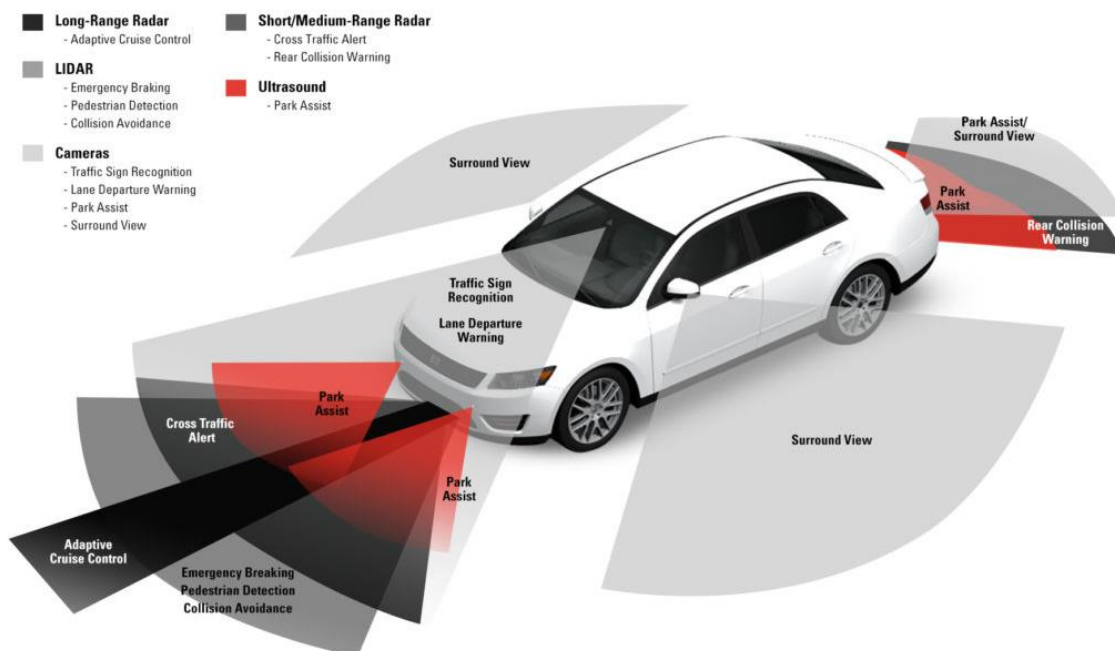 Long-Range Radar
- Adaptive Cruise Control
LIDAR
- Emergency Braking
- Pedestrian Detection
- Collision Avoidance
Cameras
- Traffic Sign Recognition
- Lane Departure Warning
- Park Assist
- Surround View
Short/Medium-Range Radar
- Cross Traffic Alert
- Rear Collision Warning
Ultrasound
- Park Assist
Surround View
Park Assist/
Surround View
Park
Assist
Rear Collision
Warning
Traffic Sign
Recognition
Lane Departure
Warning
Park
Assist
Cross Traffic
Alert
Surround View
Park
Assist
Adaptive
Cruise Control
Emergency Breaking
Pedestrian Detection
Collision Avoidance